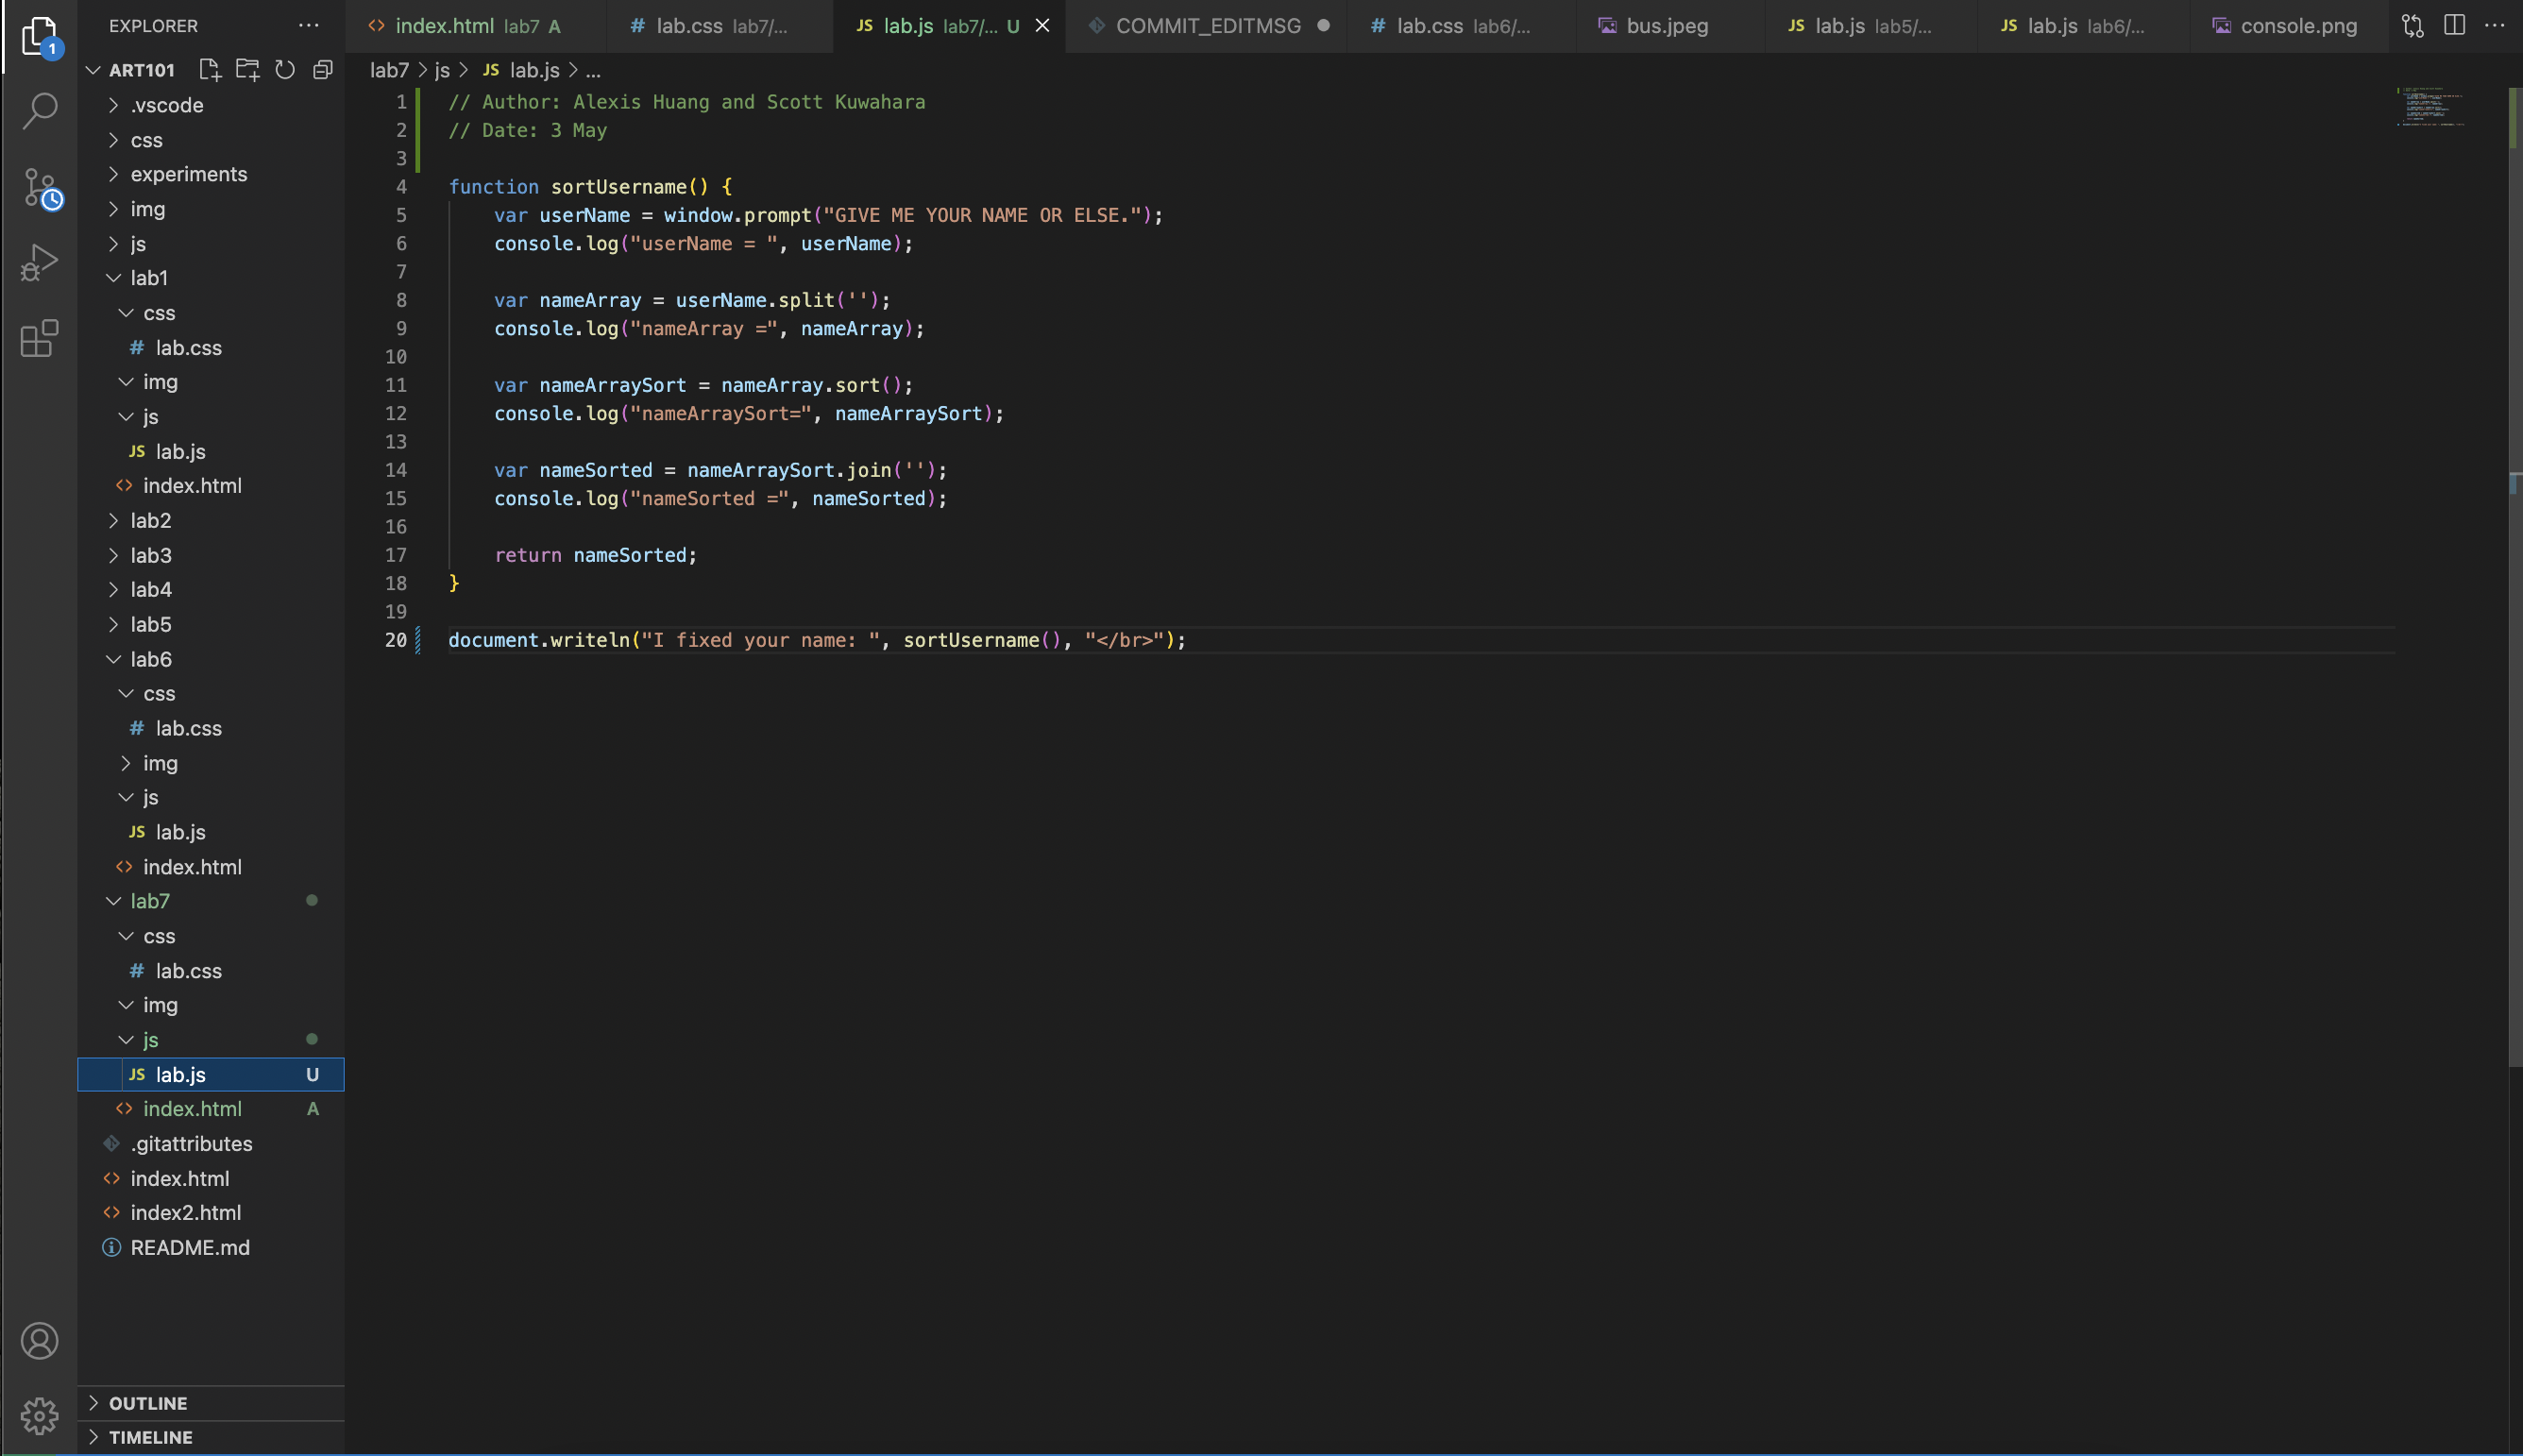 EXPLORER ...
index.html lab7 A
# lab.css lab7/...
JS lab.js lab7/... U
COMMIT_EDITMSG
# lab.css lab6/...
bus.jpeg
JS lab.js lab5/...
JS lab.js lab6/...
console.png
1
ART101
.vscode
css
experiments
img
js
lab1
css
# lab.css
img
js
JS lab.js
index.html
lab2
lab3
lab4
lab5
lab6
css
# lab.css
img
js
JS lab.js
index.html
lab7
css
# lab.css
img
js
JS lab.js U
index.html A
.gitattributes
index.html
index2.html
README.md
OUTLINE
TIMELINE
lab7 > js > JS lab.js > ...
1 // Author: Alexis Huang and Scott Kuwahara
2 // Date: 3 May
3
4 function sortUsername() {
5 var userName = window.prompt("GIVE ME YOUR NAME OR ELSE.");
6 console.log("userName = ", userName);
7
8 var nameArray = userName.split('');
9 console.log("nameArray =", nameArray);
10
11 var nameArraySort = nameArray.sort();
12 console.log("nameArraySort=", nameArraySort);
13
14 var nameSorted = nameArraySort.join('');
15 console.log("nameSorted =", nameSorted);
16
17 return nameSorted;
18 }
19
20 document.writeln("I fixed your name: ", sortUsername(), "</br>");